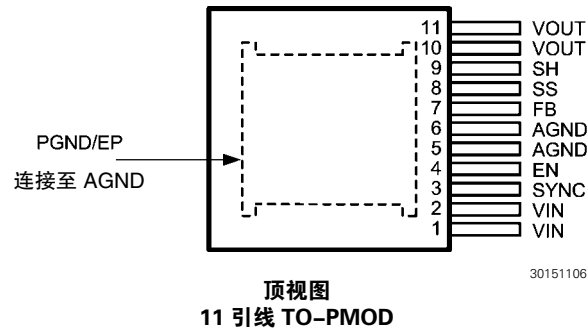 11 VOUT
10 VOUT
9 SH
8 SS
7 FB
6 AGND
5 AGND
4 EN
3 SYNC
2 VIN
1 VIN
PGND/EP
连接至 AGND
30151106
顶视图
11 引线 TO-PMOD